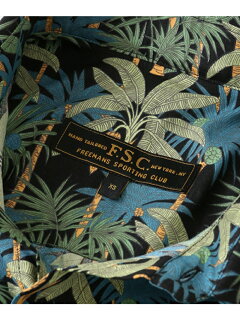 HAND TAILORED F.S.C. NEW YORK, NY
FREEMANS SPORTING CLUB
XS